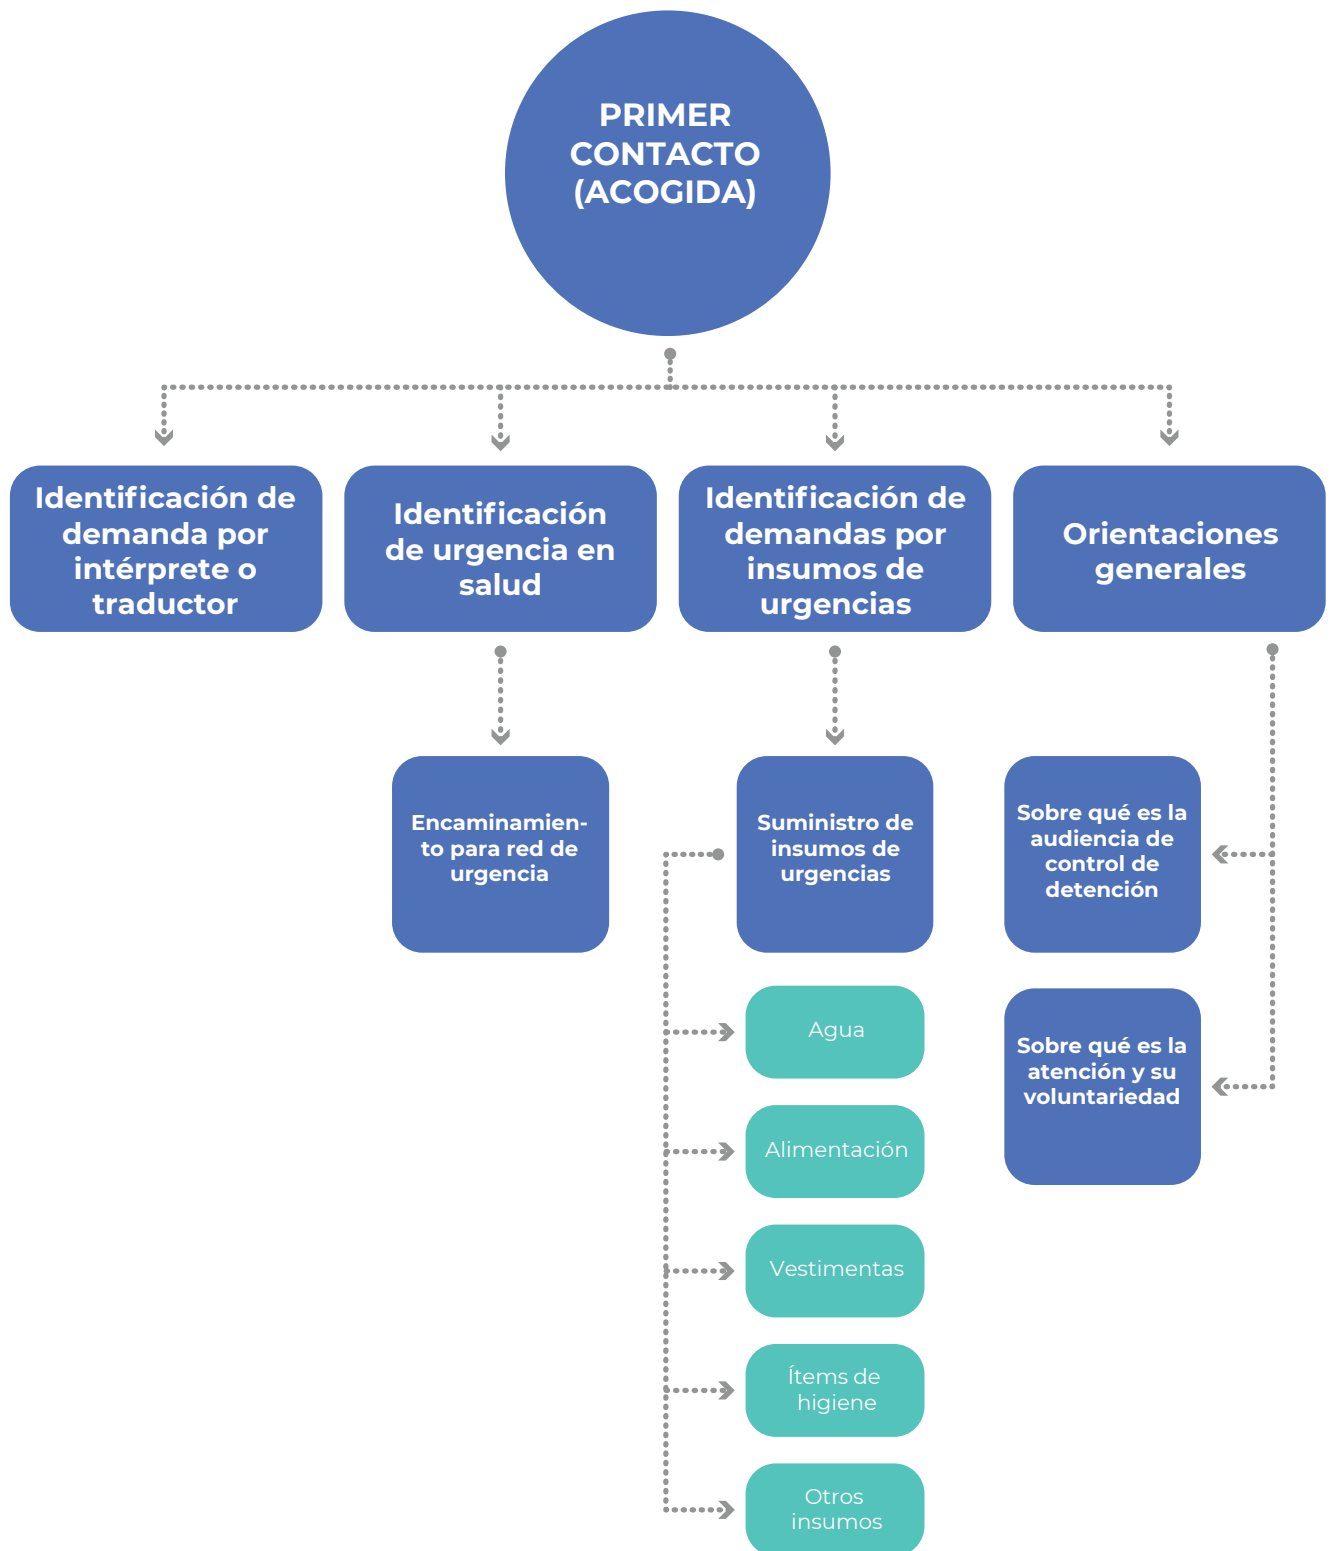 PRIMER
CONTACTO
(ACOGIDA)
Identificación de
demanda por
intérprete o
traductor
Identificación
de urgencia en
salud
Identificación de
demandas por
insumos de
urgencias
Orientaciones
generales
Encaminamien-
to para red de
urgencia
Suministro de
insumos de
urgencias
Sobre qué es la
audiencia de
control de
detención
Agua
Alimentación
Vestimentas
Ítems de
higiene
Otros
insumos
Sobre qué es la
atención y su
voluntariedad